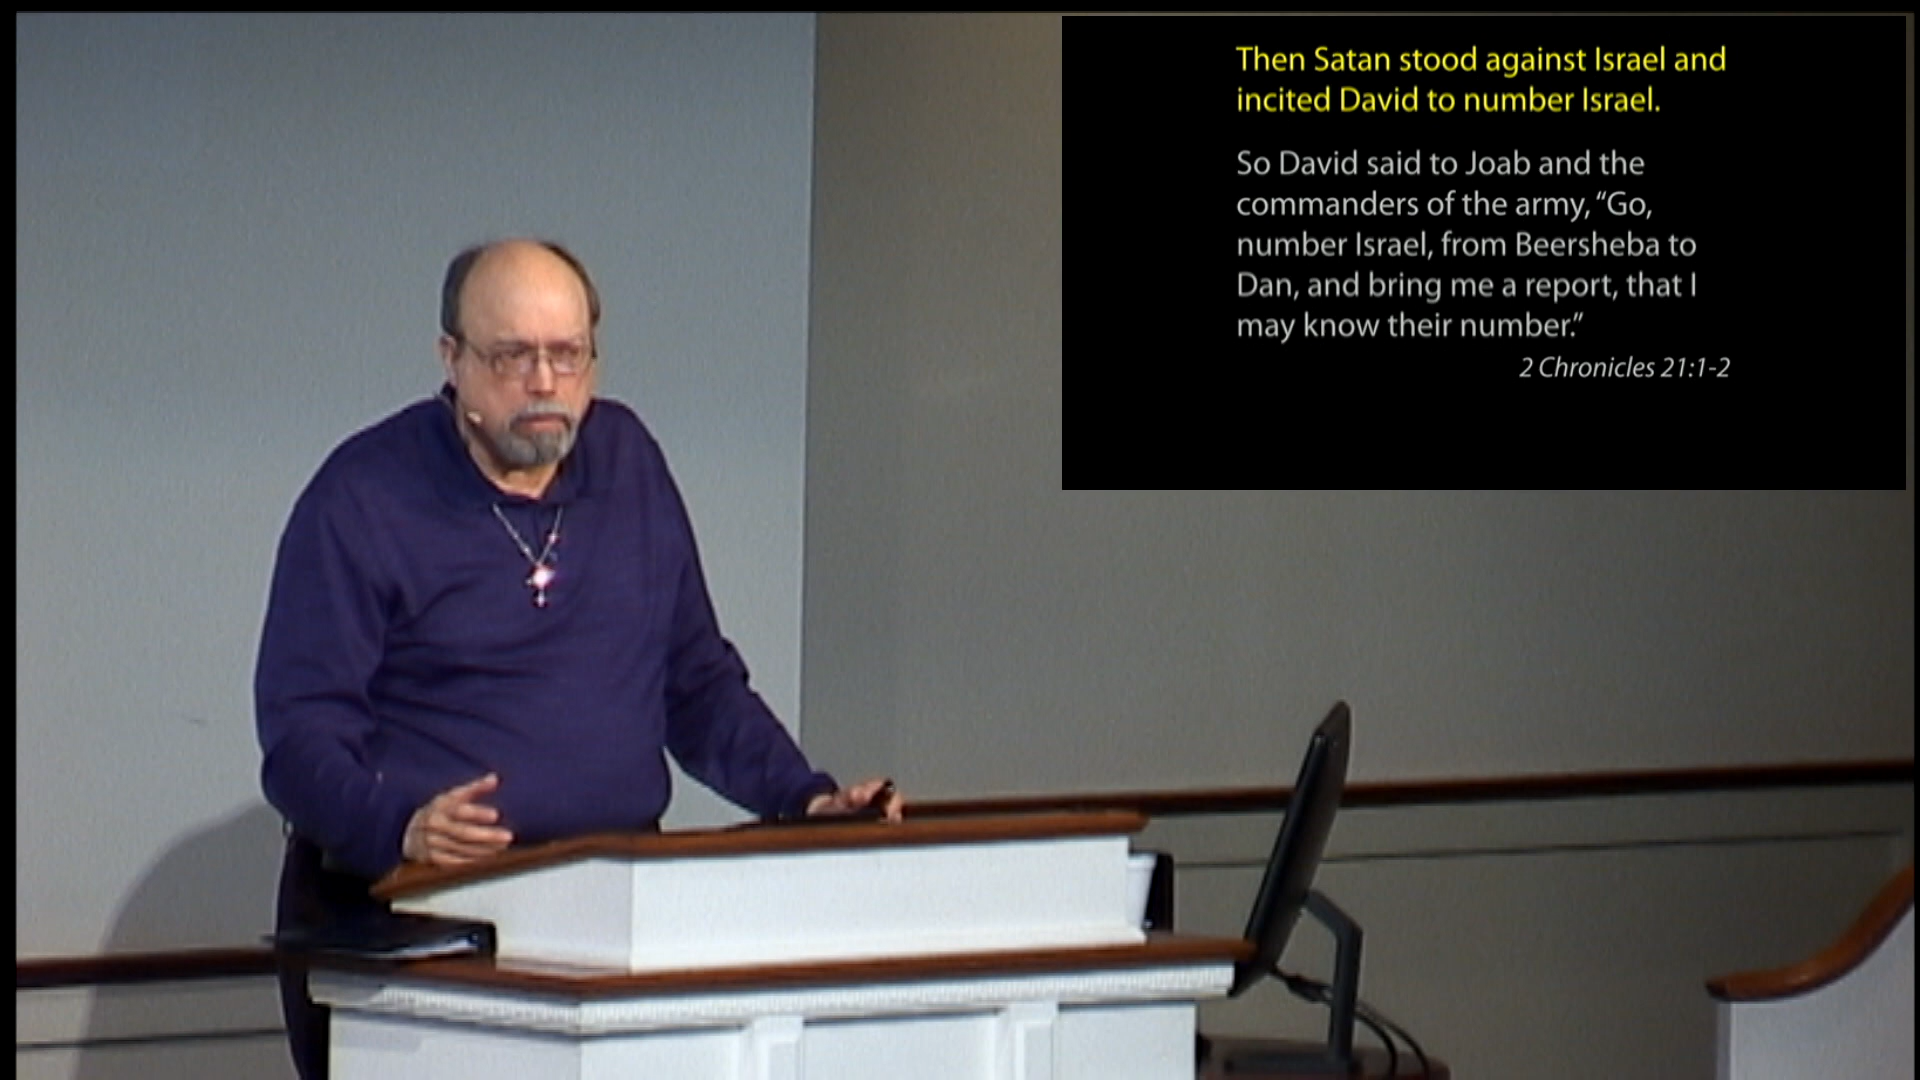 Then Satan stood against Israel and
incited David to number Israel.
So David said to Joab and the
commanders of the army, “Go,
number Israel, from Beersheba to
Dan, and bring me a report, that I
may know their number.”
2 Chronicles 21:1-2